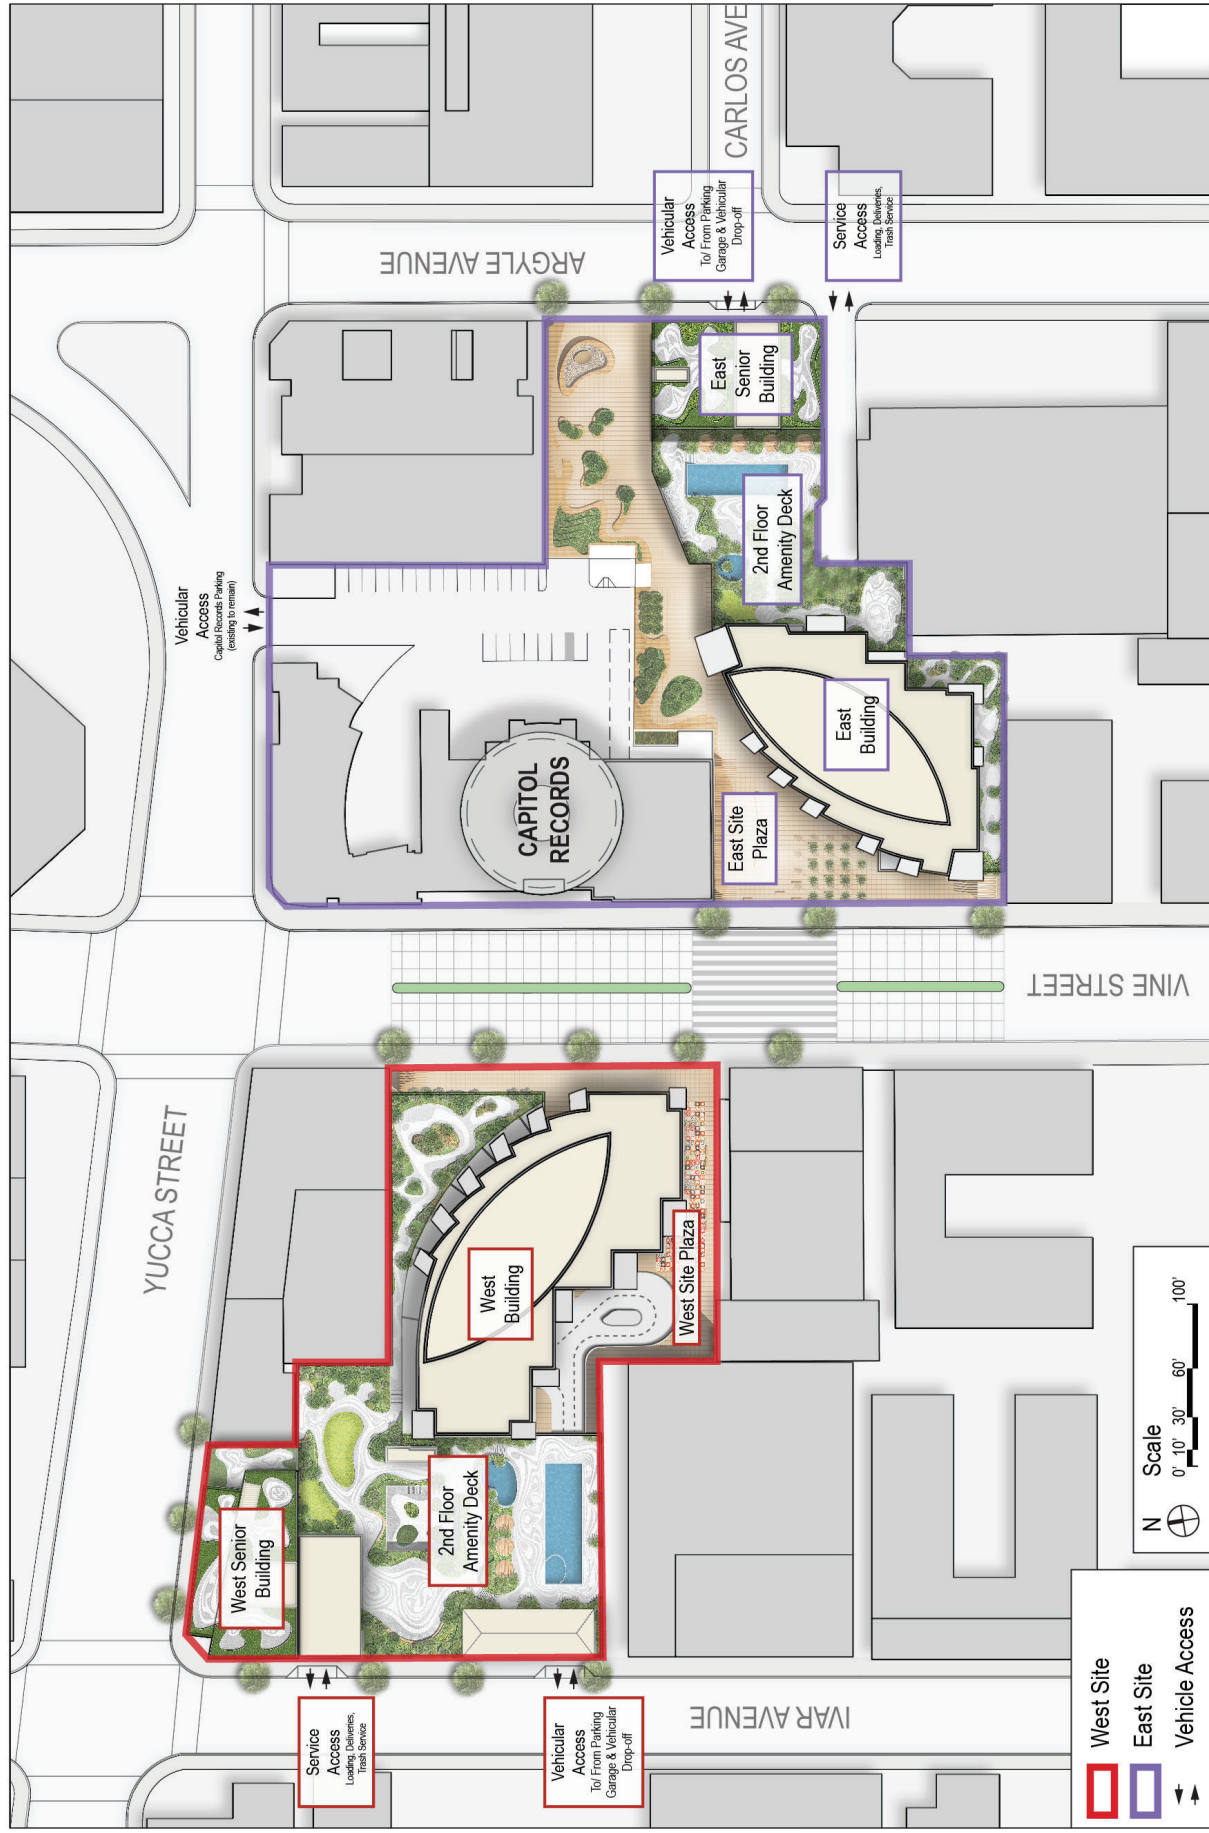 YUCCA STREET
Vehicular
Access
Capitol Records Parking
(existing to remain)
ARGYLE AVENUE
CARLOS AVE
Vehicular
Access
To/ From Parking
Garage & Vehicular
Drop-off
Service
Access
Loading, Deliveries,
Trash Service
CAPITOL
RECORDS
East
Senior
Building
2nd Floor
Amenity Deck
East
Building
East Site
Plaza
VINE STREET
West Senior
Building
2nd Floor
Amenity Deck
West
Building
West Site Plaza
Service
Access
Loading, Deliveries,
Trash Service
Vehicular
Access
To/ From Parking
Garage & Vehicular
Drop-off
IVAR AVENUE
West Site
East Site
Vehicle Access
N
Scale
0' 10' 30' 60' 100'